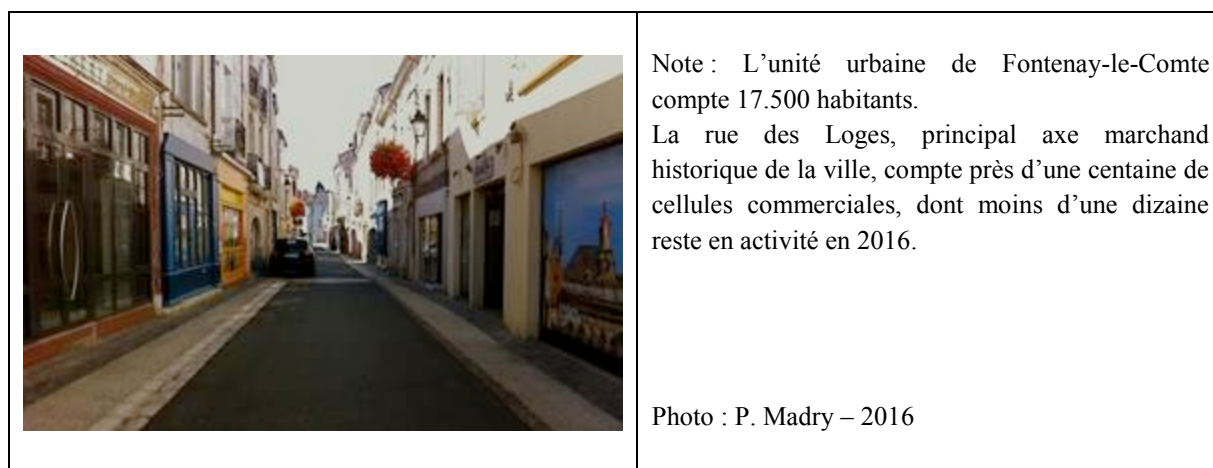 Note : L’unité urbaine de Fontenay-le-Comte
compte 17.500 habitants.
La rue des Loges, principal axe marchand
historique de la ville, compte près d’une centaine de
cellules commerciales, dont moins d’une dizaine
reste en activité en 2016.
Photo : P. Madry – 2016